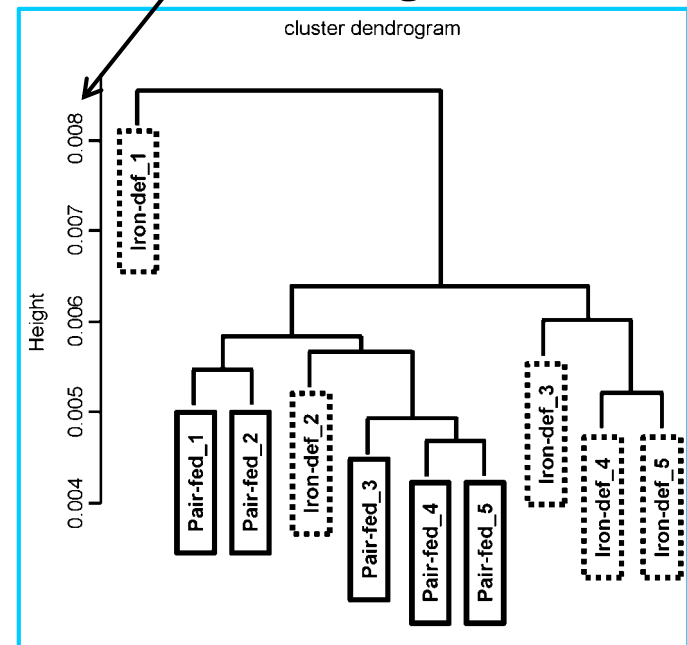 cluster dendrogram
Height
0.008
0.007
0.006
0.005
0.004
Iron-def_1
Pair-fed_1
Pair-fed_2
Iron-def_2
Pair-fed_3
Pair-fed_4
Pair-fed_5
Iron-def_3
Iron-def_4
Iron-def_5